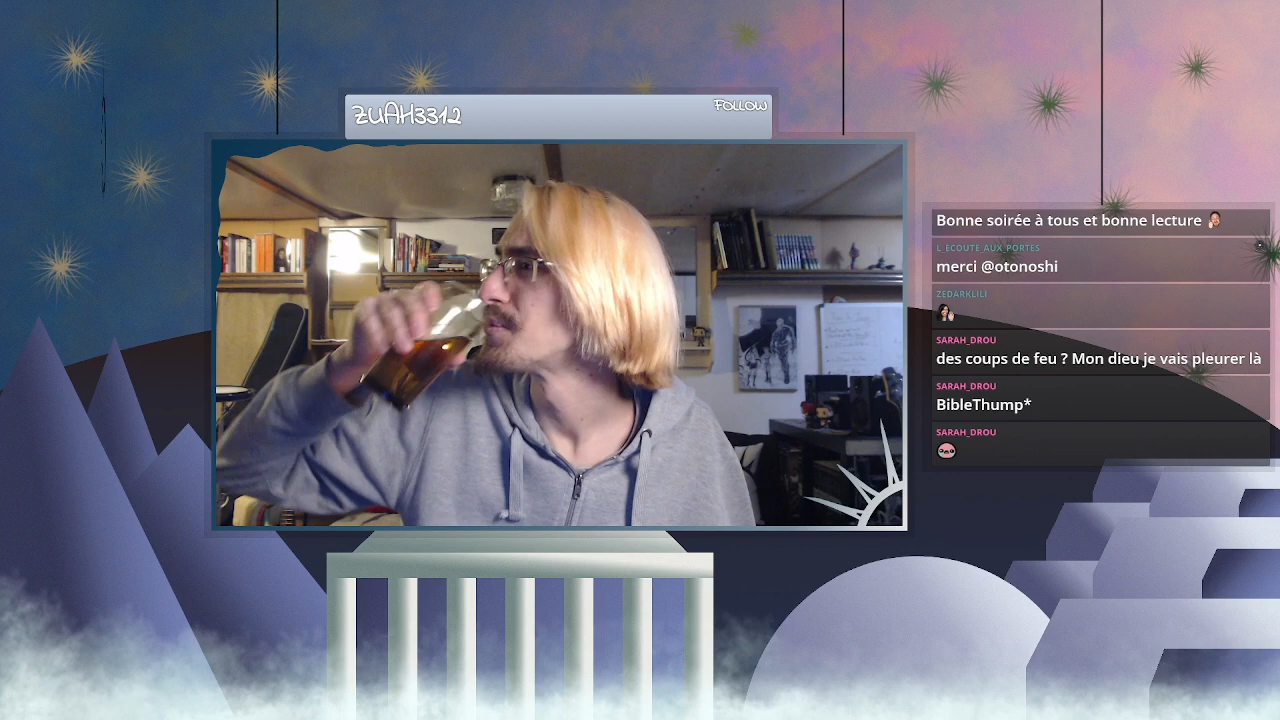 ZUAH3312
FOLLOW
Bonne soirée à tous et bonne lecture
L ECOUTE AUX PORTES
merci @otonoshi
ZEDARKLILI
SARAH_DROU
des coups de feu ? Mon dieu je vais pleurer là
SARAH_DROU
BibleThump*
SARAH_DROU